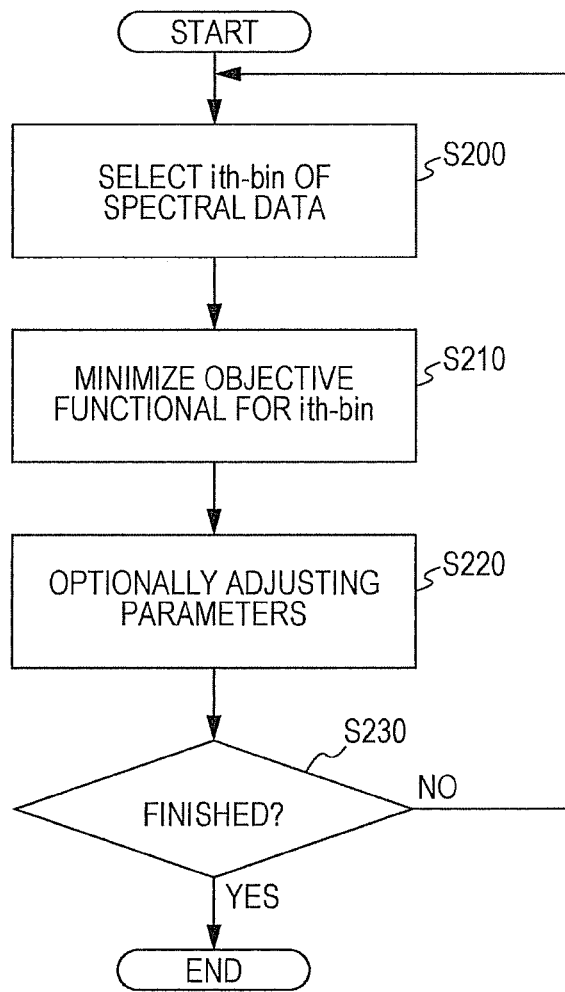 START
SELECT ith-bin OF
SPECTRAL DATA
S200
MINIMIZE OBJECTIVE
FUNCTIONAL FOR ith-bin
S210
OPTIONALLY ADJUSTING
PARAMETERS
S220
S230
FINISHED?
NO
YES
END